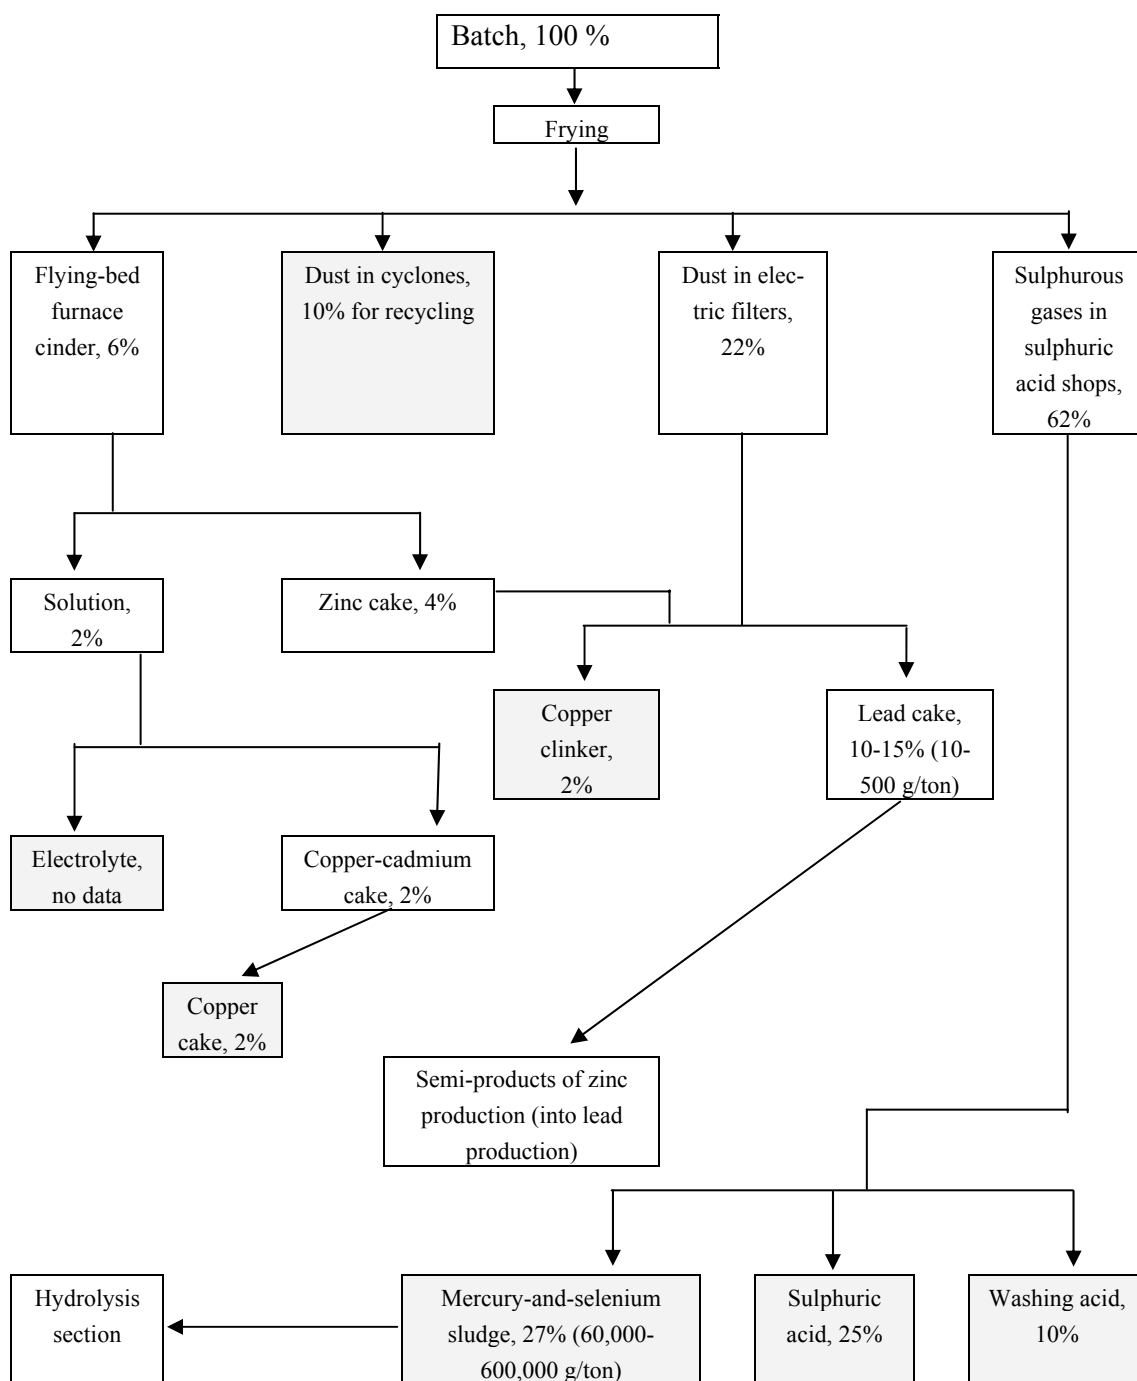 Batch, 100 %
Frying
Flying-bed
furnace
cinder, 6%
Dust in cyclones,
10% for recycling
Dust in elec-
tric filters,
22%
Sulphurous
gases in
sulphuric
acid shops,
62%
Solution,
2%
Zinc cake, 4%
Copper
clinker,
2%
Lead cake,
10-15% (10-
500 g/ton)
Electrolyte,
no data
Copper-cadmium
cake, 2%
Copper
cake, 2%
Semi-products of zinc
production (into lead
production)
Hydrolysis
section
Mercury-and-selenium
sludge, 27% (60,000-
600,000 g/ton)
Sulphuric
acid, 25%
Washing acid,
10%